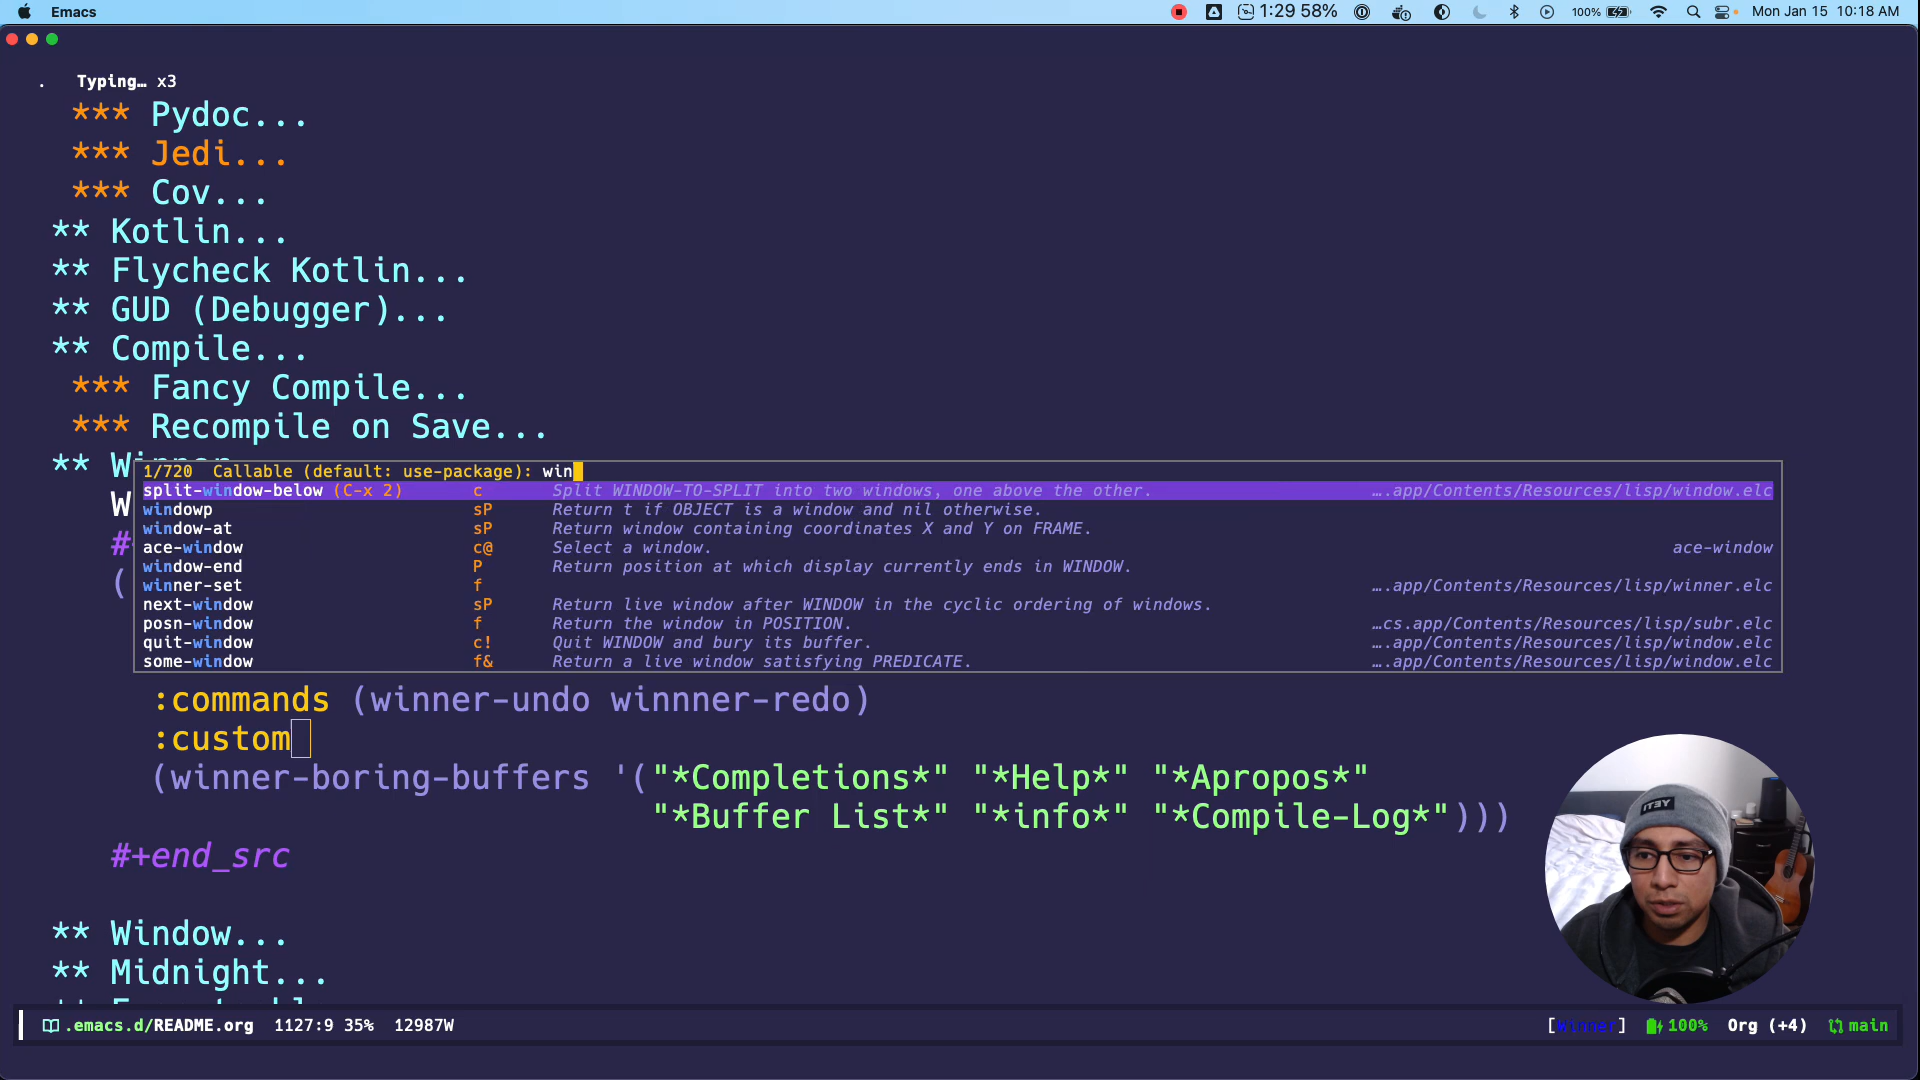 Emacs 1:29 58% 100% Mon Jan 15 10:18 AM
. Typing… x3
*** Pydoc...
*** Jedi...
*** Cov...
** Kotlin...
** Flycheck Kotlin...
** GUD (Debugger)...
** Compile...
*** Fancy Compile...
*** Recompile on Save...
** W
1/720 Callable (default: use-package): win
split-window-below (C-x 2) c Split WINDOW-TO-SPLIT into two windows, one above the other. ….app/Contents/Resources/lisp/window.elc
W
windowp sP Return t if OBJECT is a window and nil otherwise.
window-at sP Return window containing coordinates X and Y on FRAME.
#
ace-window c@ Select a window. ace-window
window-end P Return position at which display currently ends in WINDOW.
(
winner-set f ….app/Contents/Resources/lisp/winner.elc
next-window sP Return live window after WINDOW in the cyclic ordering of windows.
posn-window f Return the window in POSITION. …cs.app/Contents/Resources/lisp/subr.elc
quit-window c! Quit WINDOW and bury its buffer. ….app/Contents/Resources/lisp/window.elc
some-window f& Return a live window satisfying PREDICATE. ….app/Contents/Resources/lisp/window.elc
:commands (winner-undo winnner-redo)
:custom
(winner-boring-buffers '("*Completions*" "*Help*" "*Apropos*"
"*Buffer List*" "*info*" "*Compile-Log*")))
#+end_src
** Window...
** Midnight...
YETI
.emacs.d/README.org 1127:9 35% 12987W [Winner] 100% Org (+4) main